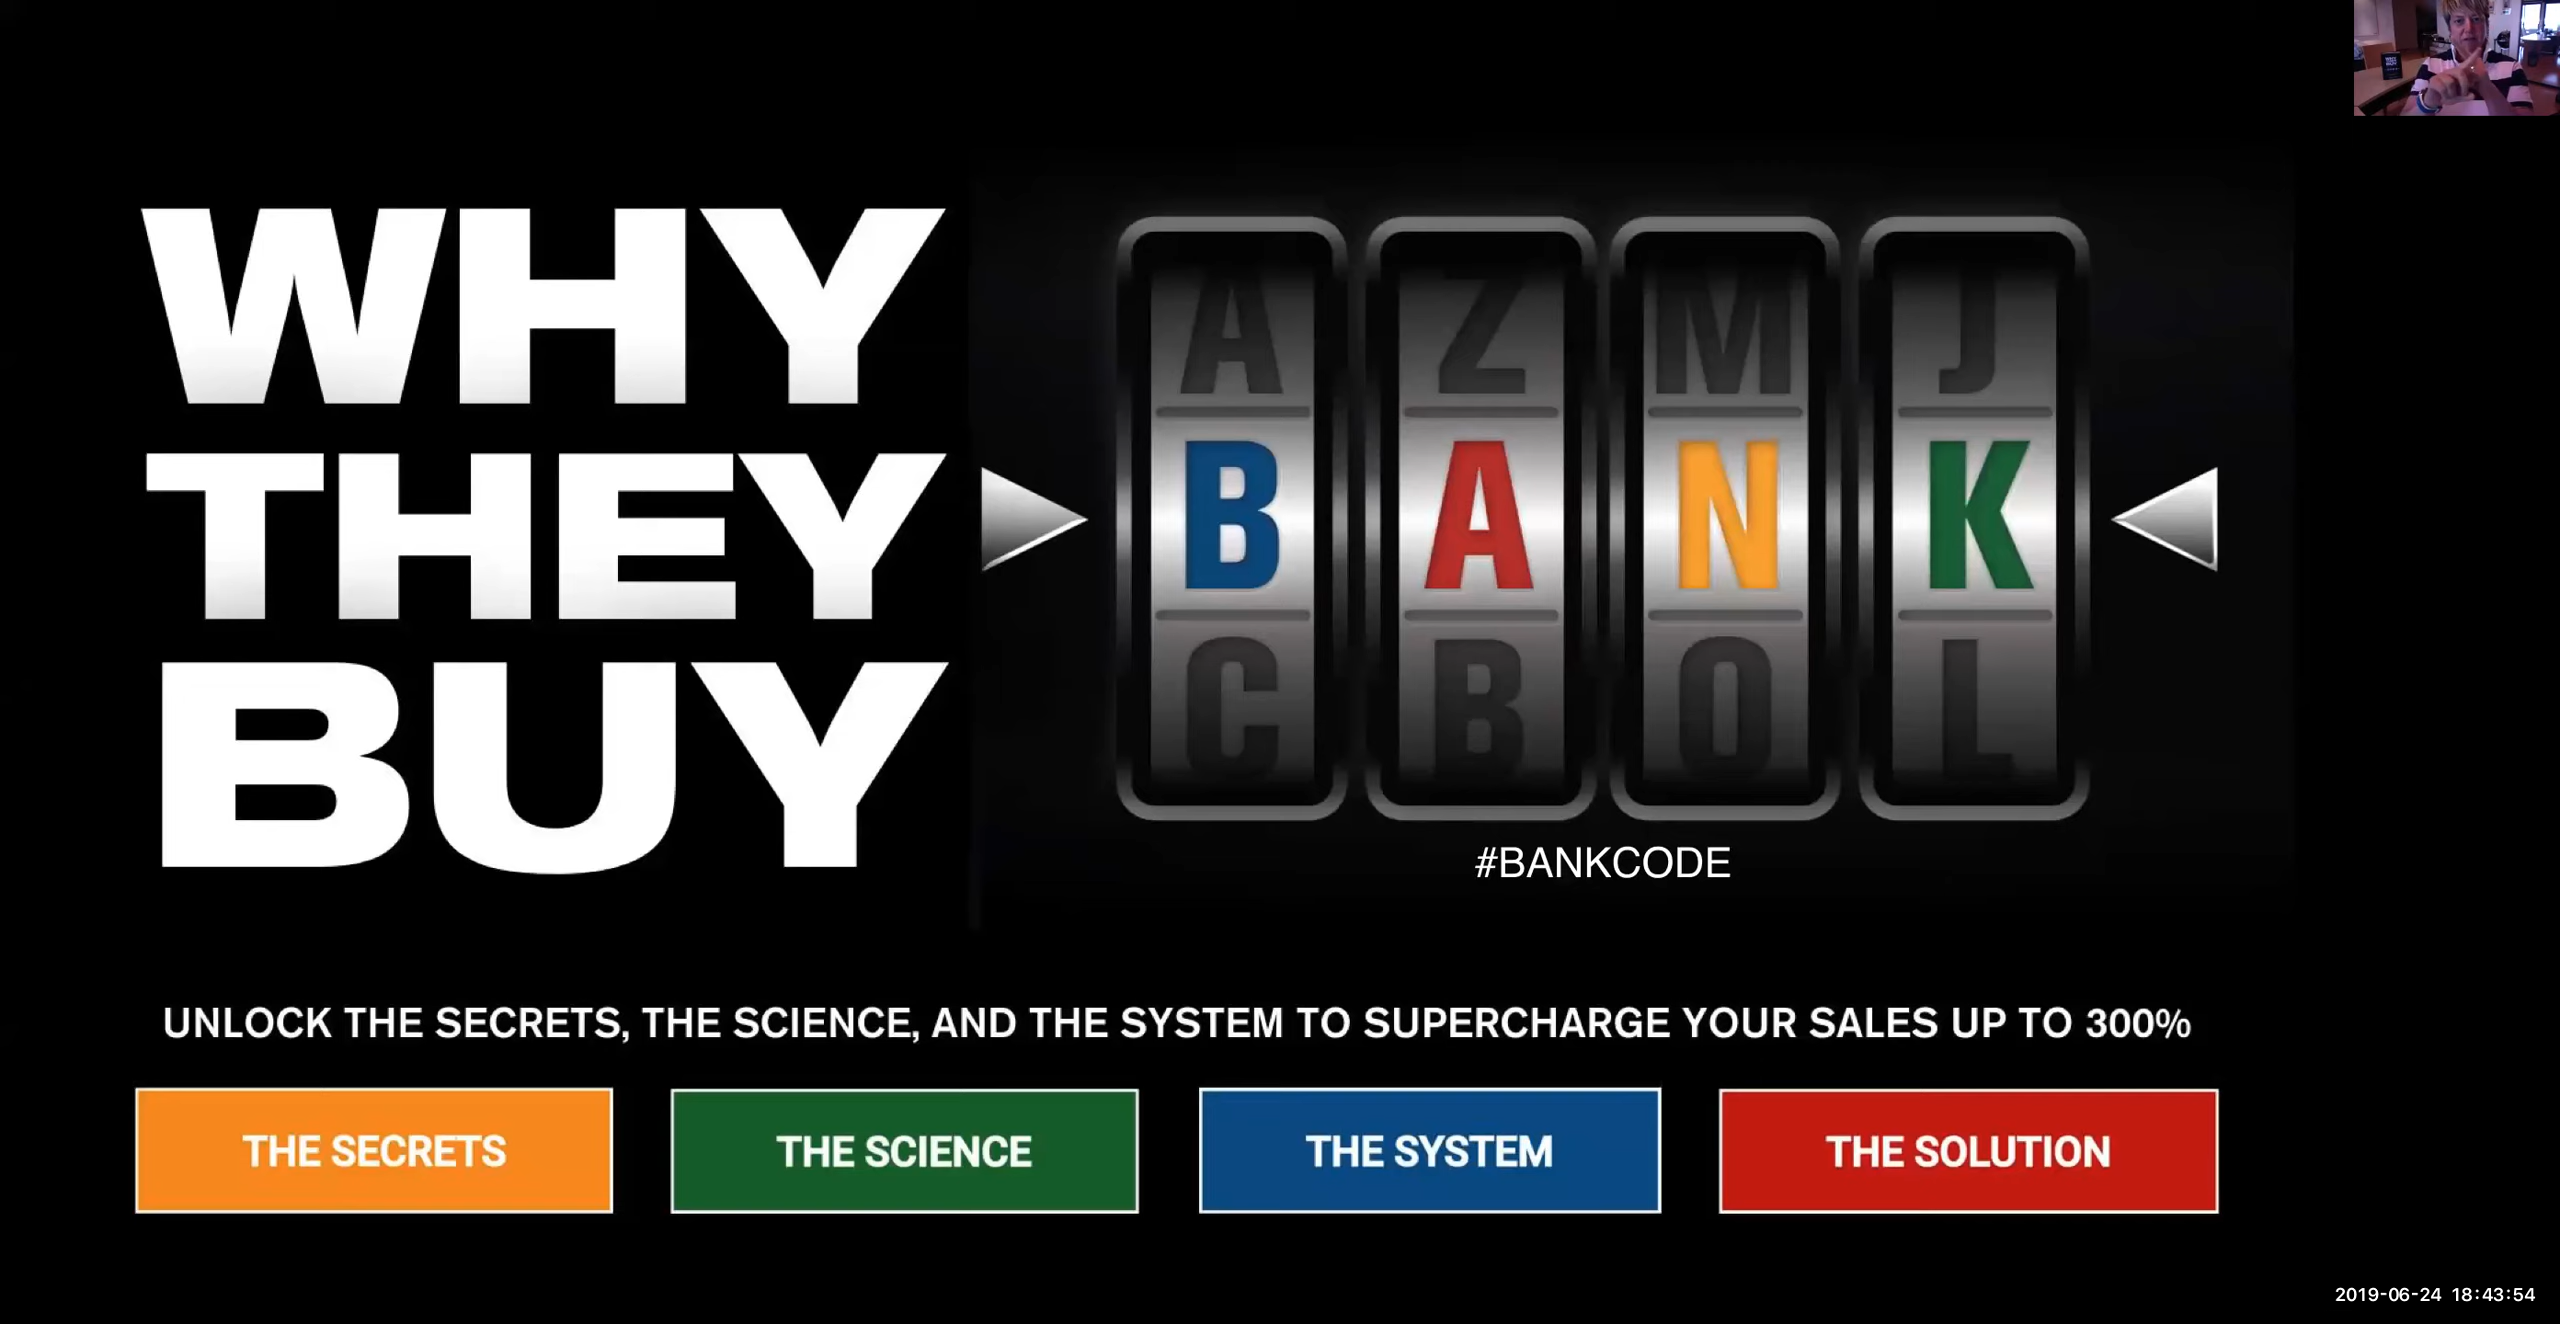 WHY
THEY
BUY
A Z M J
B A N K
C B O L
#BANKCODE
UNLOCK THE SECRETS, THE SCIENCE, AND THE SYSTEM TO SUPERCHARGE YOUR SALES UP TO 300%
THE SECRETS
THE SCIENCE
THE SYSTEM
THE SOLUTION
2019-06-24 18:43:54